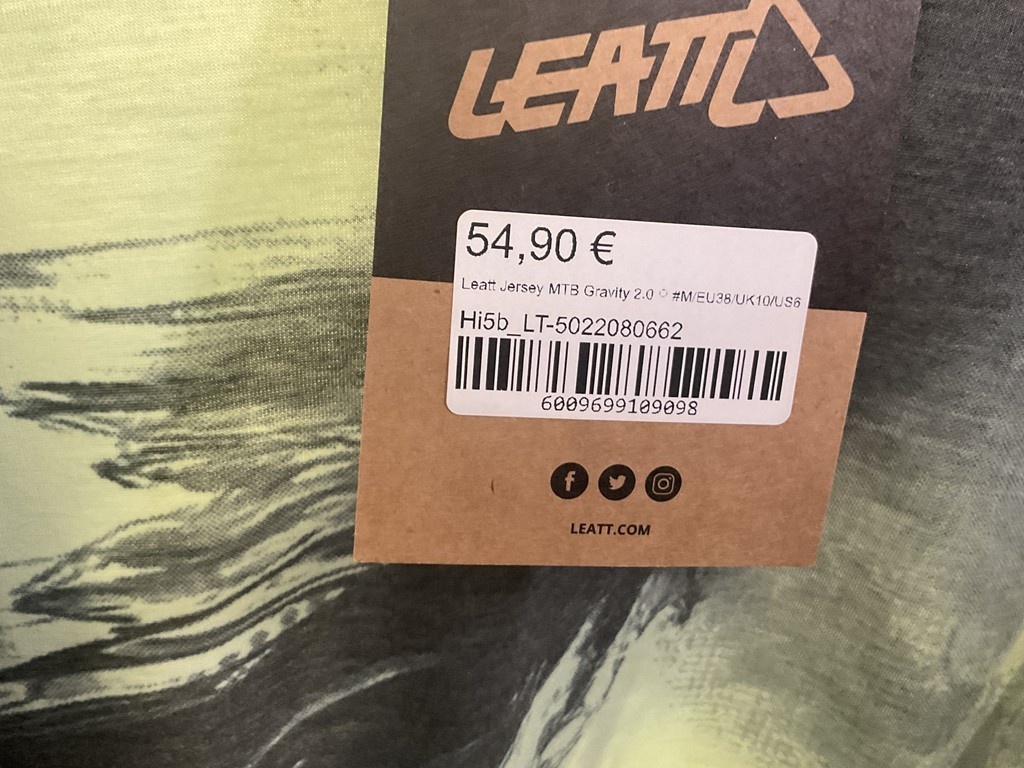 LEATT
54,90 €
Leatt Jersey MTB Gravity 2.0 #M/EU38/UK10/US6
Hi5b_LT-5022080662
6009699109098
LEATT.COM